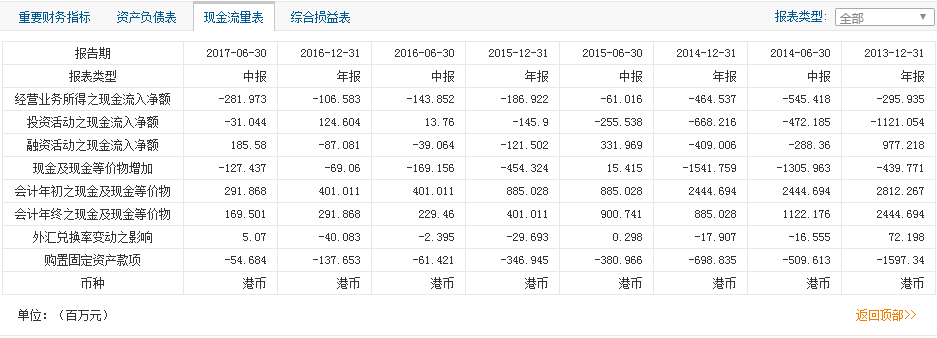 重要财务指标 资产负债表 现金流量表 综合损益表 报表类型: 全部
报告期 2017-06-30 2016-12-31 2016-06-30 2015-12-31 2015-06-30 2014-12-31 2014-06-30 2013-12-31
报表类型 中报 年报 中报 年报 中报 年报 中报 年报
经营业务所得之现金流入净额 -281.973 -106.583 -143.852 -186.922 -61.016 -464.537 -545.418 -295.935
投资活动之现金流入净额 -31.044 124.604 13.76 -145.9 -255.538 -668.216 -472.185 -1121.054
融资活动之现金流入净额 185.58 -87.081 -39.064 -121.502 331.969 -409.006 -288.36 977.218
现金及现金等价物增加 -127.437 -69.06 -169.156 -454.324 15.415 -1541.759 -1305.963 -439.771
会计年初之现金及现金等价物 291.868 401.011 401.011 885.028 885.028 2444.694 2444.694 2812.267
会计年终之现金及现金等价物 169.501 291.868 229.46 401.011 900.741 885.028 1122.176 2444.694
外汇兑换率变动之影响 5.07 -40.083 -2.395 -29.693 0.298 -17.907 -16.555 72.198
购置固定资产款项 -54.684 -137.653 -61.421 -346.945 -380.966 -698.835 -509.613 -1597.34
币种 港币 港币 港币 港币 港币 港币 港币 港币
单位: (百万元) 返回顶部>>